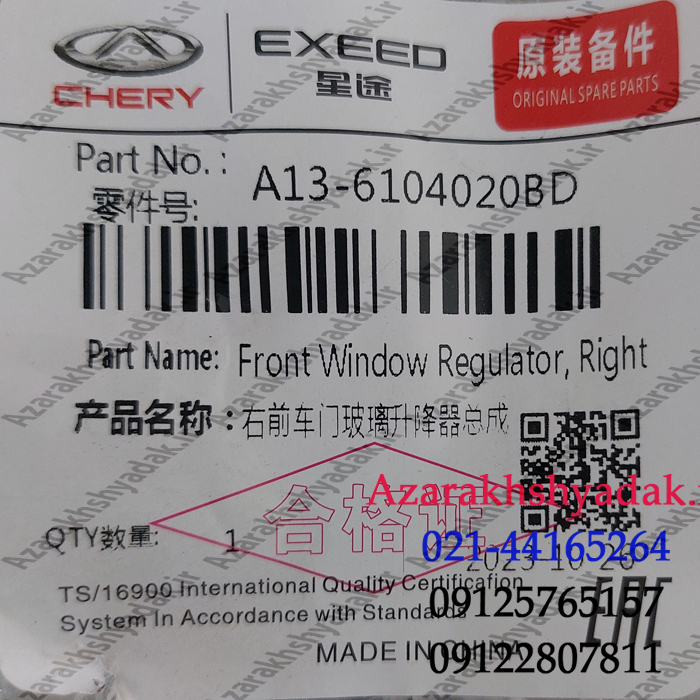 CHERY
EXEED
星途
原装备件
ORIGINAL SPARE PARTS
Part No.:
零件号:
A13-6104020BD
Part Name: Front Window Regulator, Right
产品名称：右前车门玻璃升降器总成
合格证
Azarakhshyadak.ir
QTY数量: 1
021-44165264
2023 10 26
TS/16900 International Quality Certification
09125765157
System In Accordance with Standards
EAC
MADE IN CHINA
09122807811